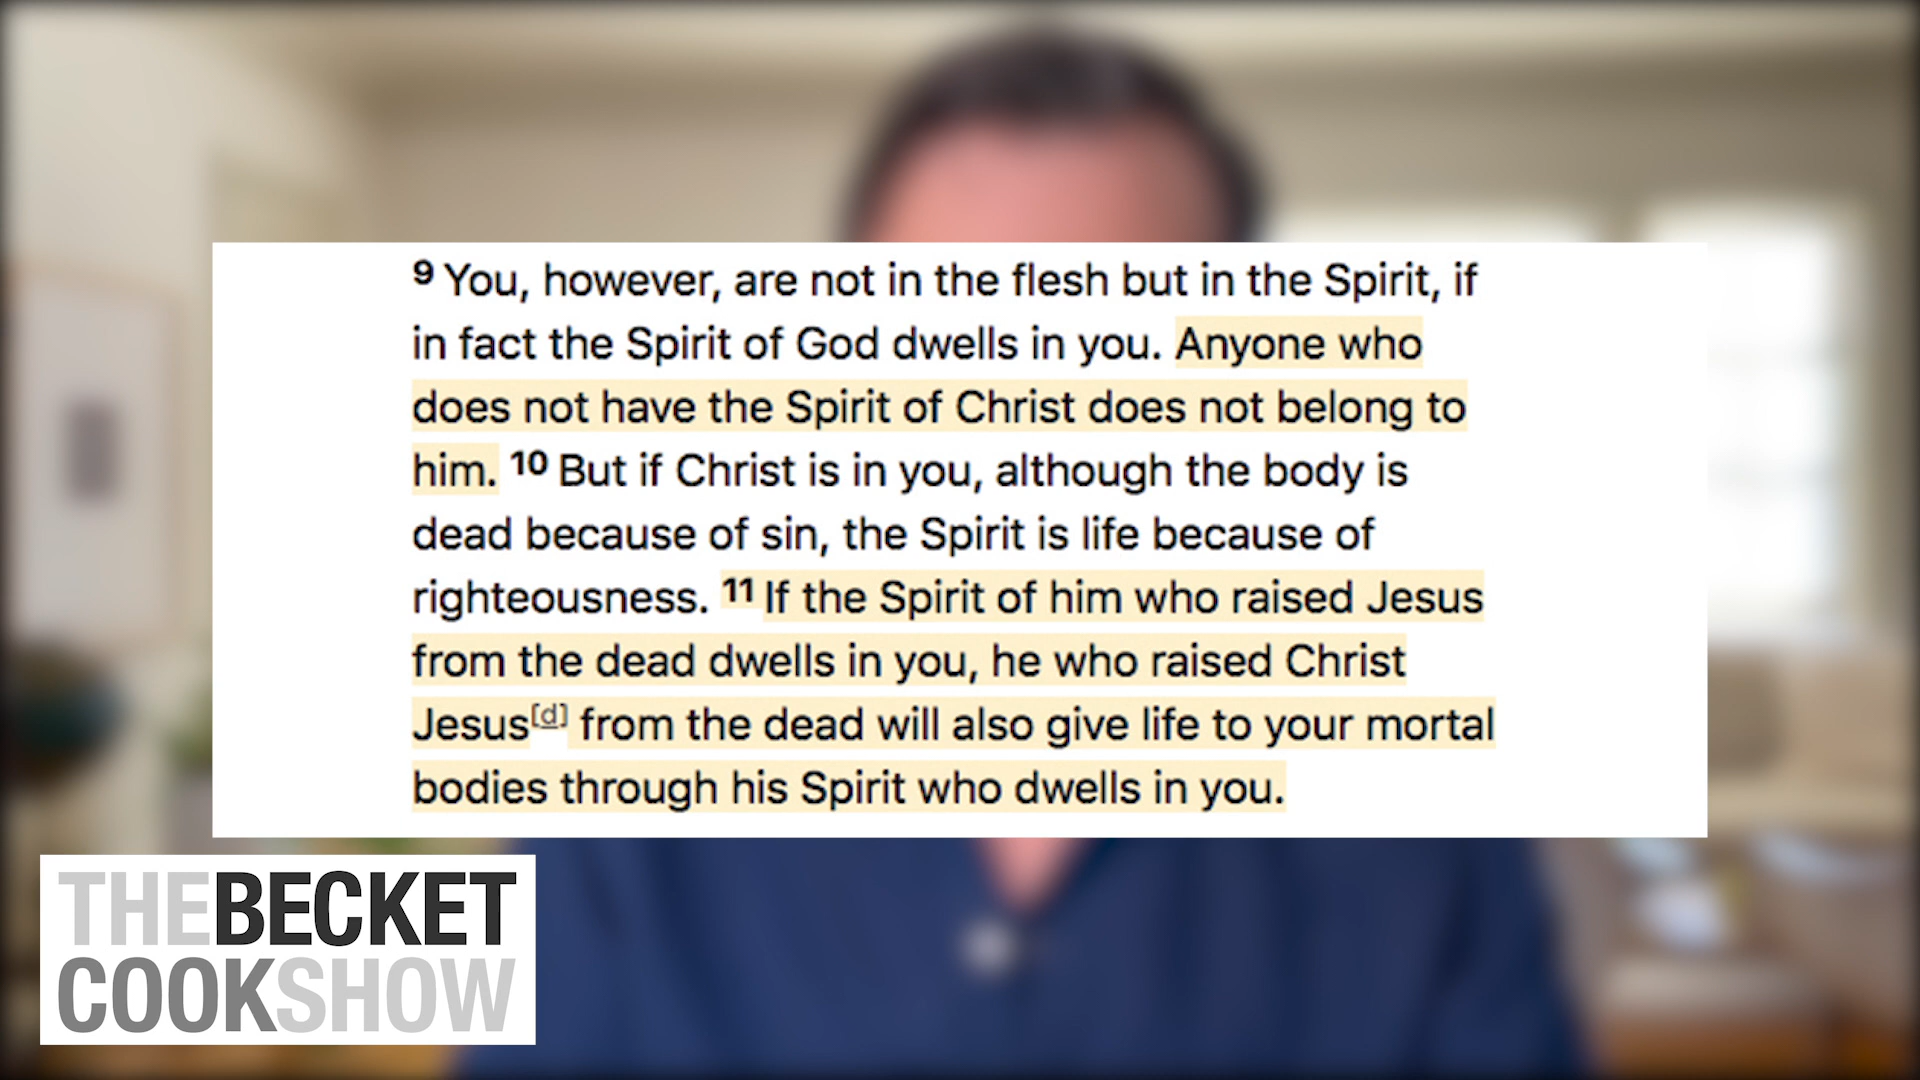 9 You, however, are not in the flesh but in the Spirit, if
in fact the Spirit of God dwells in you. Anyone who
does not have the Spirit of Christ does not belong to
him. 10 But if Christ is in you, although the body is
dead because of sin, the Spirit is life because of
righteousness. 11 If the Spirit of him who raised Jesus
from the dead dwells in you, he who raised Christ
Jesus[d] from the dead will also give life to your mortal
bodies through his Spirit who dwells in you.
THEBECKET
COOKSHOW